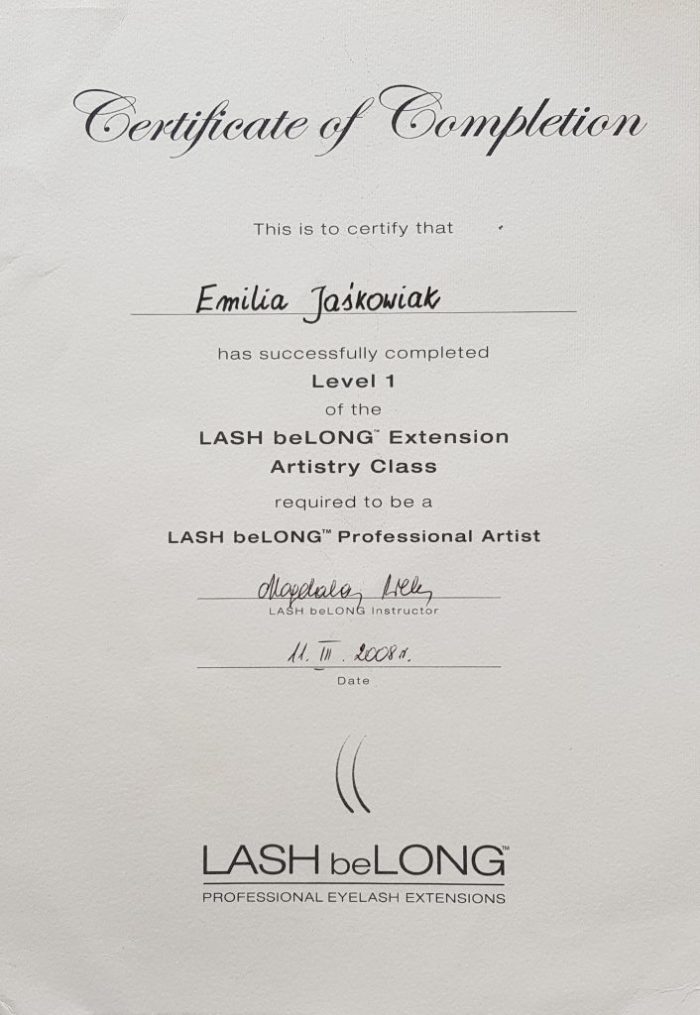 Certificate of Completion
This is to certify that
Emilia Jaśkowiak
has successfully completed
Level 1
of the
LASH beLONG™ Extension
Artistry Class
required to be a
LASH beLONG™ Professional Artist
LASH beLONG Instructor
11. III. 2008r.
Date
LASH beLONG™
PROFESSIONAL EYELASH EXTENSIONS